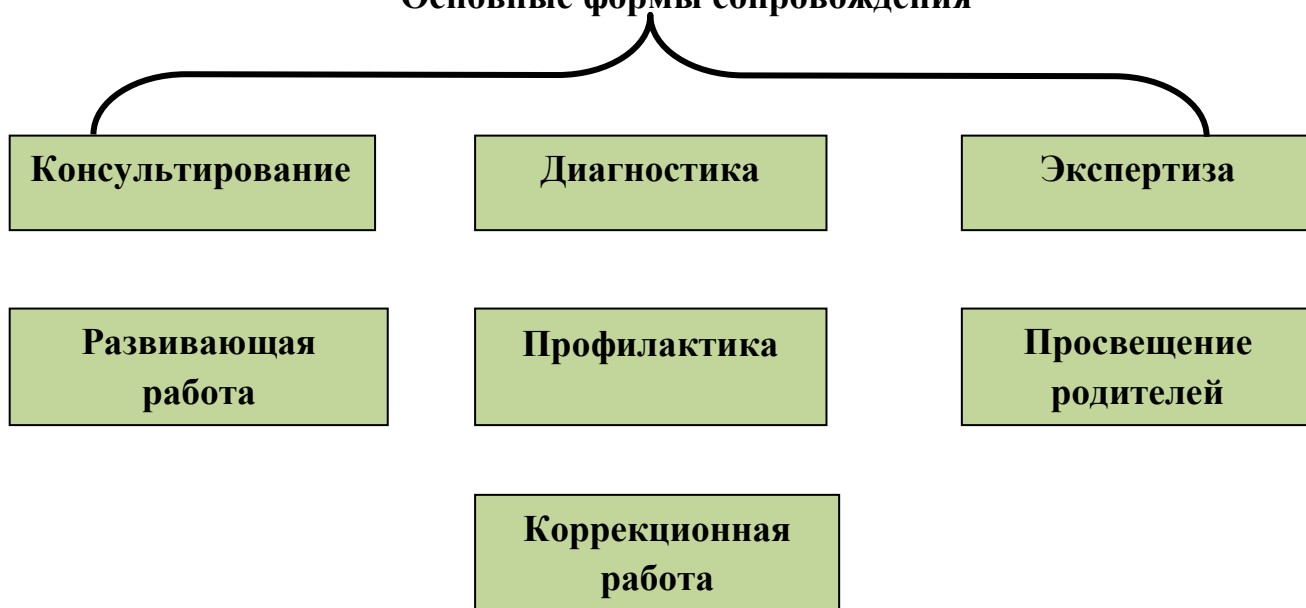 Основные формы сопровождения
Консультирование
Диагностика
Экспертиза
Развивающая
работа
Профилактика
Просвещение
родителей
Коррекционная
работа